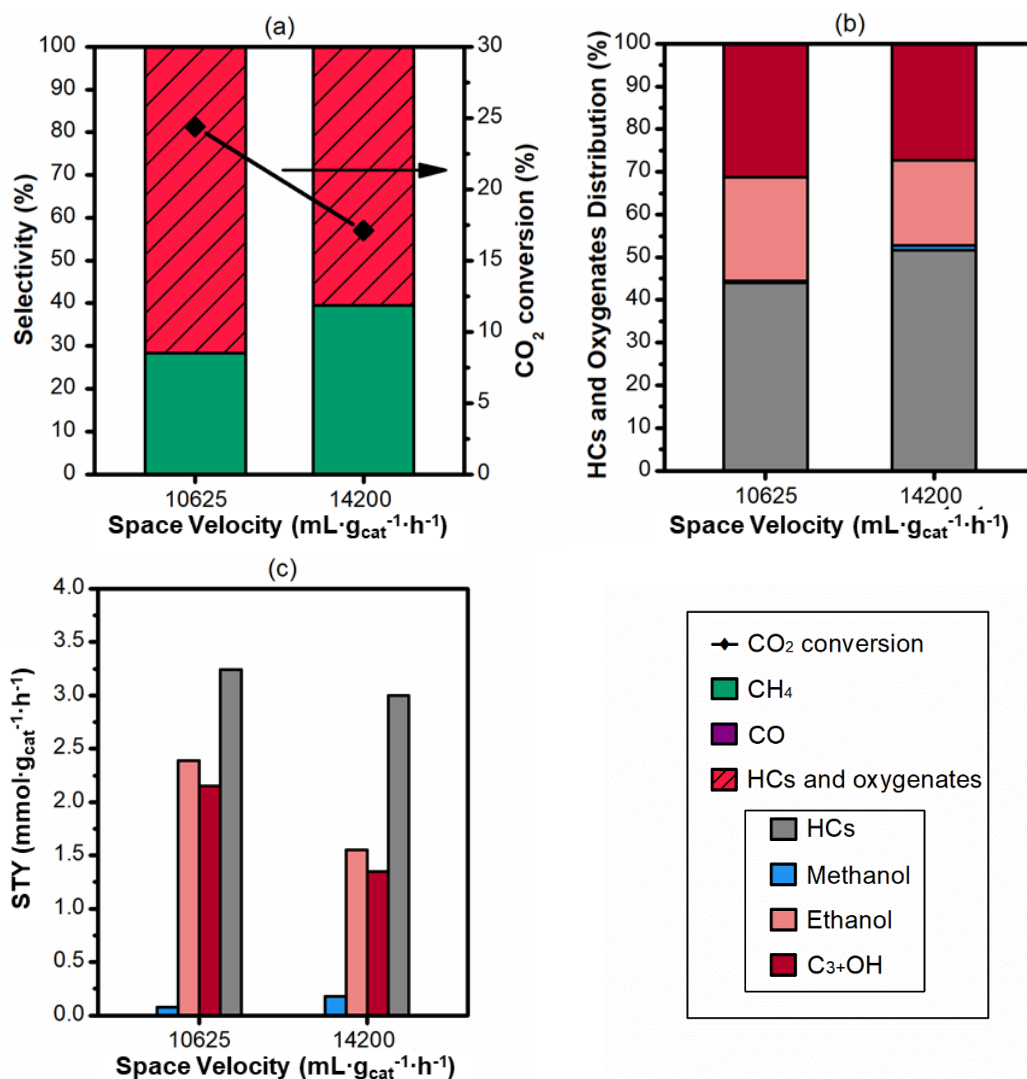 (a)
100
90
80
70
60
50
40
30
20
10
0
Selectivity (%)
30
25
20
15
10
5
0
CO₂ conversion (%)
10625
14200
Space Velocity (mL·gcat⁻¹·h⁻¹)
(b)
100
90
80
70
60
50
40
30
20
10
0
HCs and Oxygenates Distribution (%)
10625
14200
Space Velocity (mL·gcat⁻¹·h⁻¹)
(c)
4.0
3.5
3.0
2.5
2.0
1.5
1.0
0.5
0.0
STY (mmol·gcat⁻¹·h⁻¹)
10625
14200
Space Velocity (mL·gcat⁻¹·h⁻¹)
CO₂ conversion
CH₄
CO
HCs and oxygenates
HCs
Methanol
Ethanol
C₃₊OH